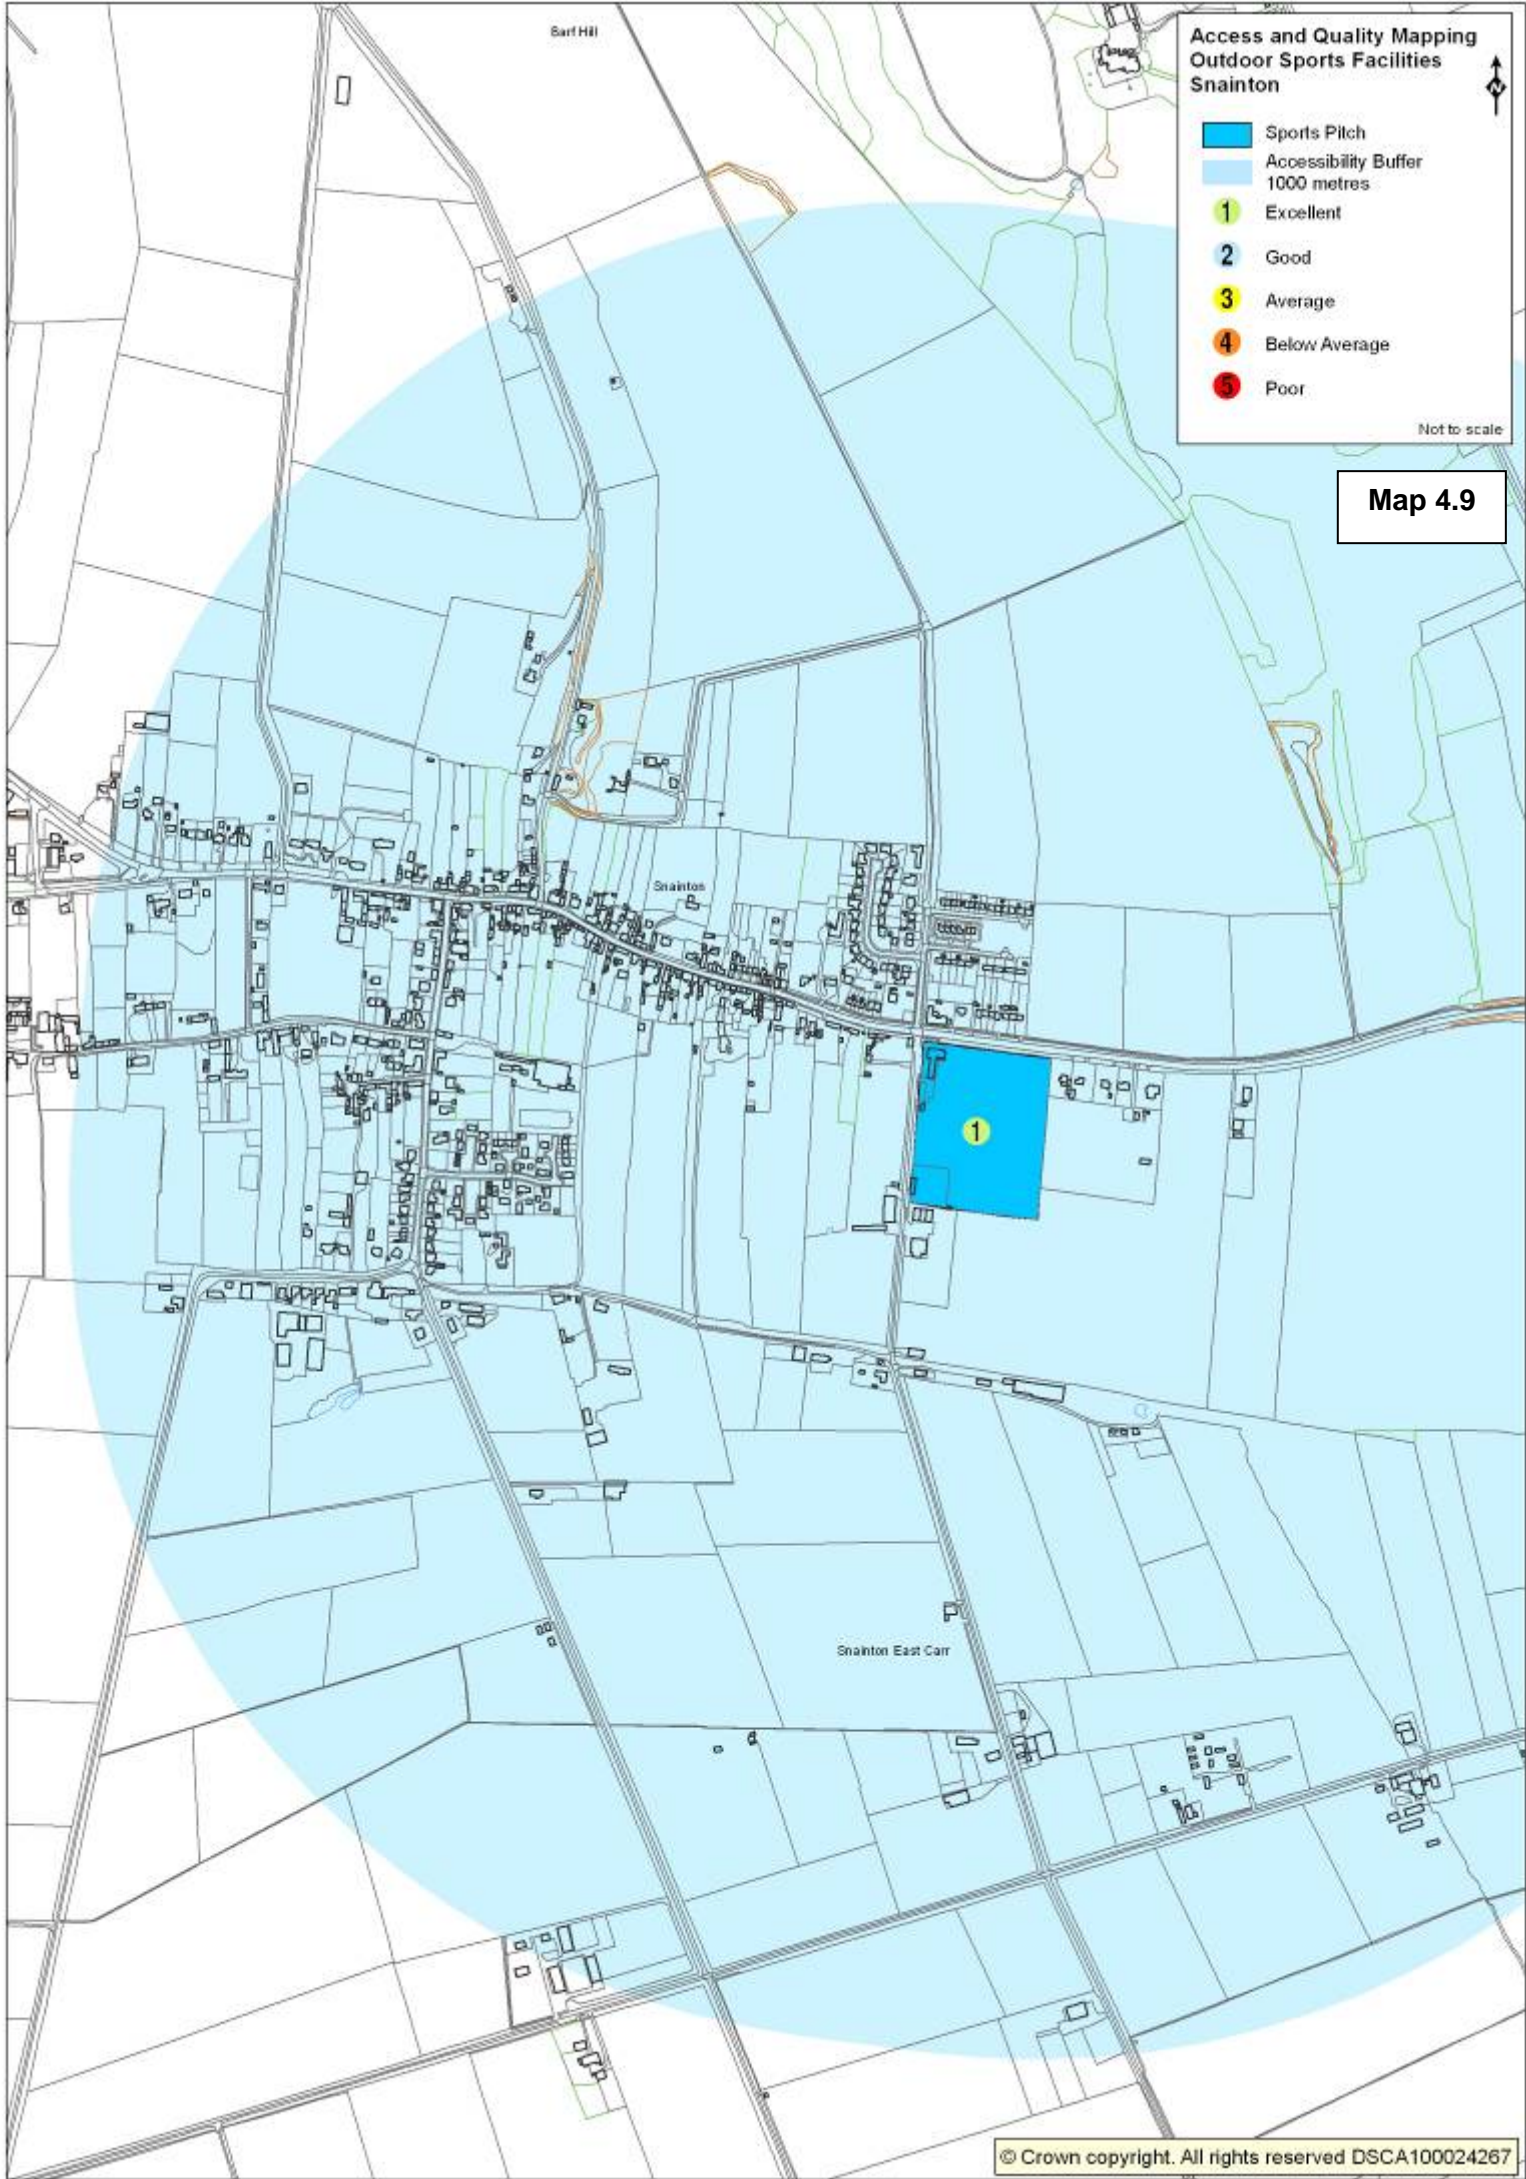 Barf Hill
Access and Quality Mapping
Outdoor Sports Facilities
Snainton
N
Sports Pitch
Accessibility Buffer
1000 metres
1 Excellent
2 Good
3 Average
4 Below Average
5 Poor
Not to scale
Map 4.9
Snainton
1
Snainton East Carr
© Crown copyright. All rights reserved DSCA100024267